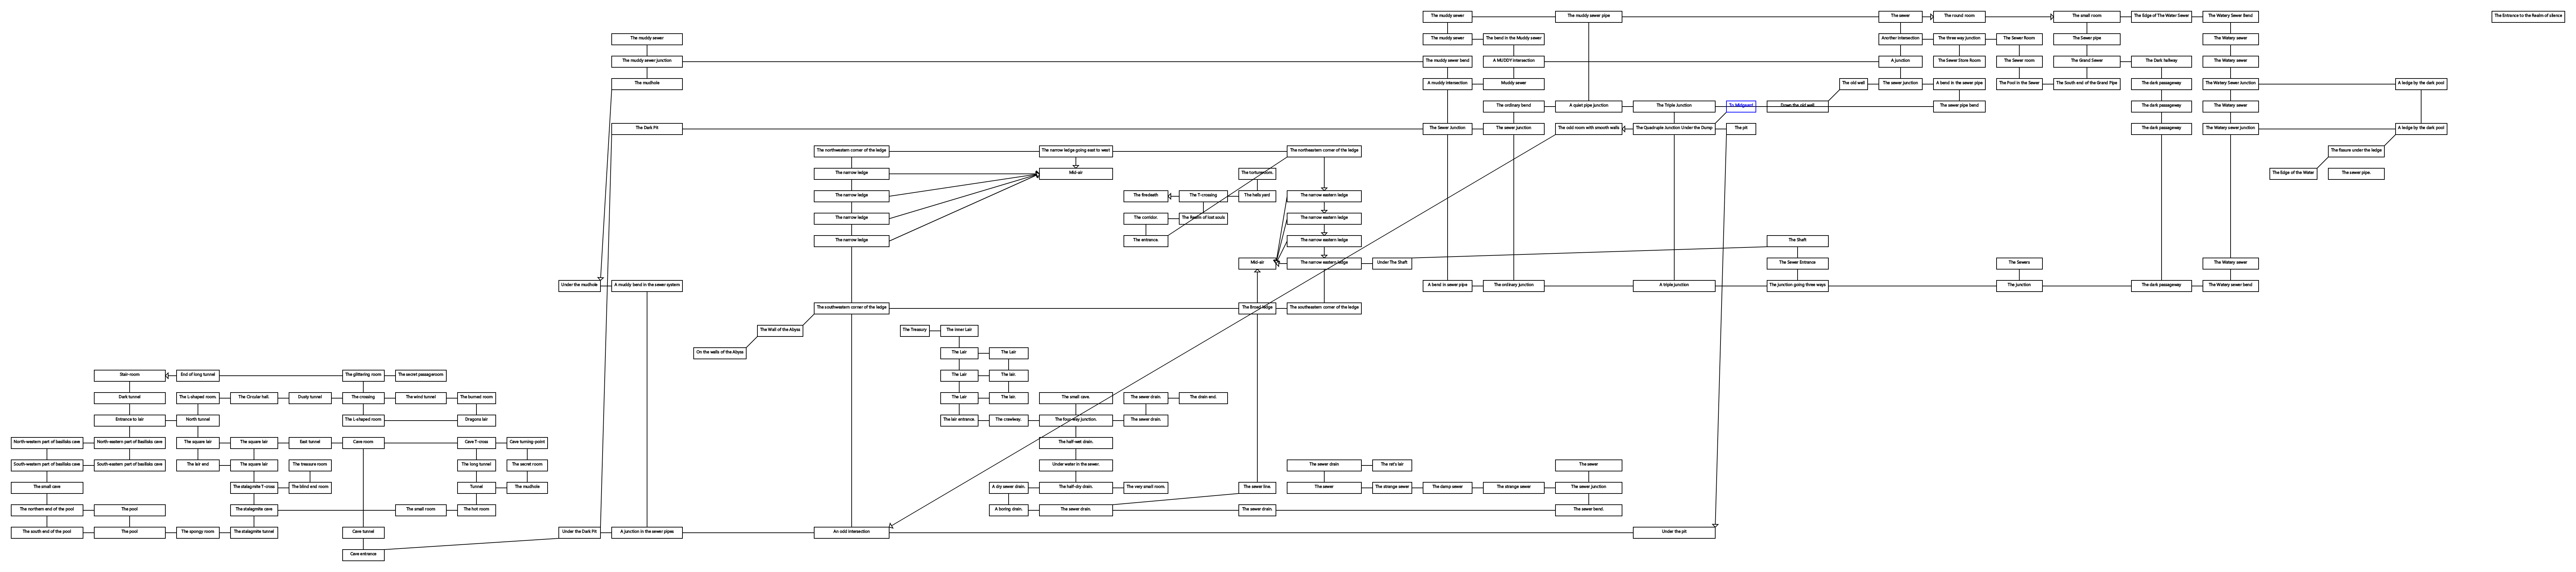 The muddy sewer
The muddy sewer pipe
The sewer
The round room
The small room
The Edge of The Water Sewer
The Watery Sewer Bend
The Entrance to the Realm of silence
The muddy sewer
The muddy sewer
The bend in the Muddy sewer
Another intersection
The three way junction
The Sewer Room
The Sewer pipe
The Watery sewer
The muddy sewer junction
The muddy sewer bend
A MUDDY intersection
A junction
The Sewer Store Room
The Sewer room
The Grand Sewer
The Dark hallway
The Watery sewer
The mudhole
A muddy intersection
Muddy sewer
The old well
The sewer junction
A bend in the sewer pipe
The Pool in the Sewer
The South end of the Grand Pipe
The dark passageway
The Watery Sewer Junction
A ledge by the dark pool
The ordinary bend
A quiet pipe junction
The Triple Junction
To Midgaard
Down the old well
The sewer pipe bend
The dark passageway
The Watery sewer
The Dark Pit
The Sewer Junction
The sewer junction
The odd room with smooth walls
The Quadruple Junction Under the Dump
The pit
The dark passageway
The Watery sewer junction
A ledge by the dark pool
The northwestern corner of the ledge
The narrow ledge going east to west
The northeastern corner of the ledge
The fissure under the ledge
The narrow ledge
Mid-air
The tortureroom.
The Edge of the Water
The sewer pipe.
The narrow ledge
The firedeath
The T-crossing
The hells yard
The narrow eastern ledge
The narrow ledge
The corridor.
The Realm of lost souls
The narrow eastern ledge
The narrow ledge
The entrance.
The narrow eastern ledge
The Shaft
Mid-air
The narrow eastern ledge
Under The Shaft
The Sewer Entrance
The Sewers
The Watery sewer
Under the mudhole
A muddy bend in the sewer system
A bend in sewer pipe
The ordinary junction
A triple junction
The junction going three ways
The junction
The dark passageway
The Watery sewer bend
The southwestern corner of the ledge
The Broad ledge
The southeastern corner of the ledge
The Wall of the Abyss
The Treasury
The inner Lair
On the walls of the Abyss
The Lair
The Lair
Stair-room
End of long tunnel
The glittering room
The secret passageroom
The Lair
The lair.
Dark tunnel
The L-shaped room
The Circular hall.
Dusty tunnel
The crossing
The wind tunnel
The burned room
The Lair
The lair.
The small cave.
The sewer drain.
The drain end.
Entrance to lair
North tunnel
The L-shaped room
Dragons lair
The lair entrance.
The crawlway.
The four-way junction.
The sewer drain.
North-western part of basilisks cave
North-eastern part of Basilisks cave
The square lair
The square lair
East tunnel
Cave room
Cave T-cross
Cave turning-point
The half-wet drain.
South-western part of basilisks cave
South-eastern part of basilisks cave
The lair end
The square lair
The treasure room
The long tunnel
The secret room
Under water in the sewer.
The sewer drain
The rat's lair
The sewer
The small cave
The stalagmite T-cross
The blind end room
Tunnel
The mudhole
A dry sewer drain.
The half-dry drain.
The very small room.
The sewer line.
The sewer
The strange sewer
The damp sewer
The strange sewer
The sewer junction
The northern end of the pool
The pool
The stalagmite cave
The small room
The hot room
A boring drain.
The sewer drain.
The sewer drain.
The sewer bend.
The south end of the pool
The pool
The spongy room
The stalagmite tunnel
Cave tunnel
Under the Dark Pit
A junction in the sewer pipes
An odd intersection
Under the pit
Cave entrance